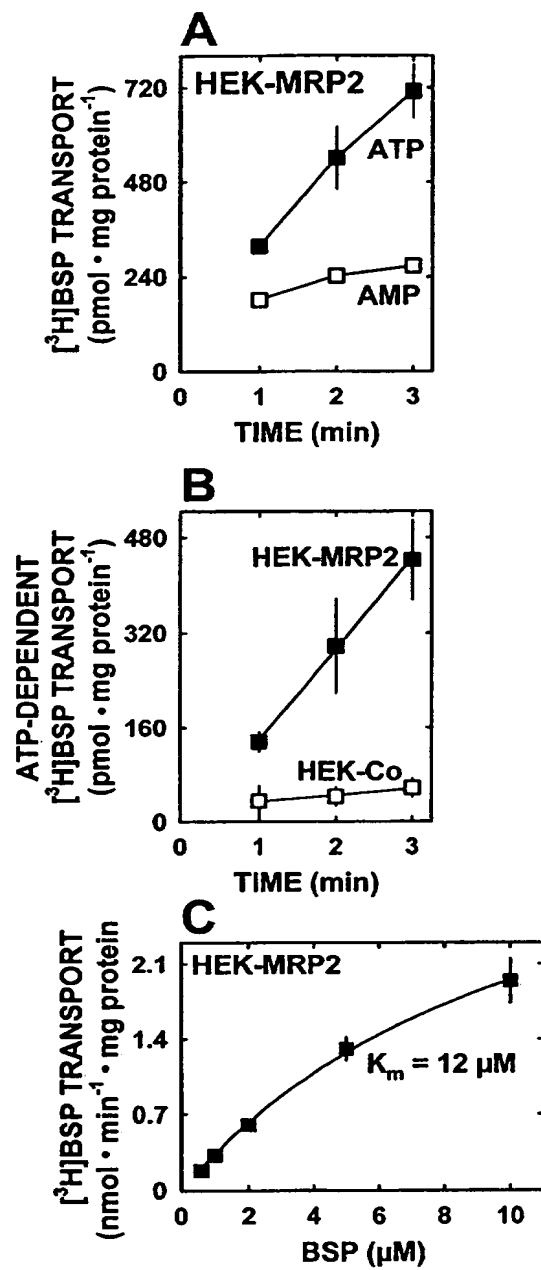 A
HEK-MRP2
[³H]BSP TRANSPORT
(pmol • mg protein⁻¹)
720
480
240
0
ATP
AMP
0 1 2 3
TIME (min)
B
ATP-DEPENDENT
[³H]BSP TRANSPORT
(pmol • mg protein⁻¹)
480
320
160
0
HEK-MRP2
HEK-Co
0 1 2 3
TIME (min)
C
HEK-MRP2
[³H]BSP TRANSPORT
(nmol • min⁻¹ • mg protein
2.1
1.4
0.7
0
Kₘ = 12 µM
0 2 4 6 8 10
BSP (µM)